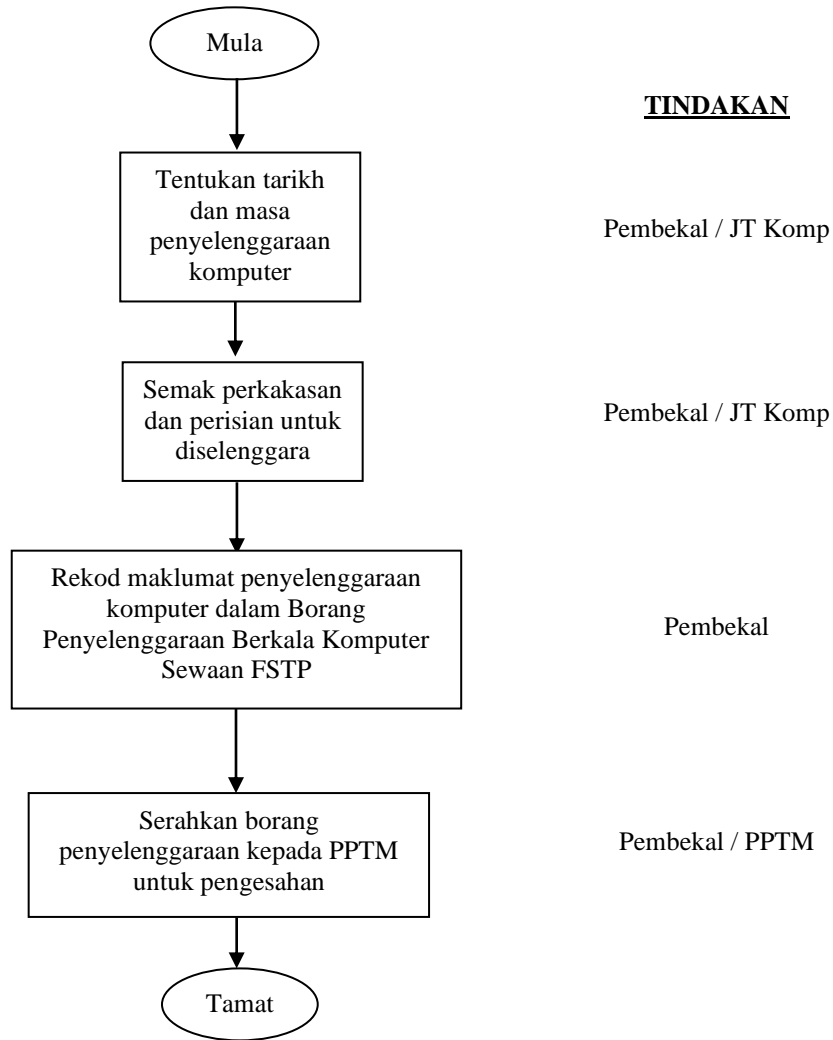 Mula
TINDAKAN
Tentukan tarikh
dan masa
penyelenggaraan
komputer
Pembekal / JT Komp
Semak perkakasan
dan perisian untuk
diselenggara
Pembekal / JT Komp
Rekod maklumat penyelenggaraan
komputer dalam Borang
Penyelenggaraan Berkala Komputer
Sewaan FSTP
Pembekal
Serahkan borang
penyelenggaraan kepada PPTM
untuk pengesahan
Pembekal / PPTM
Tamat